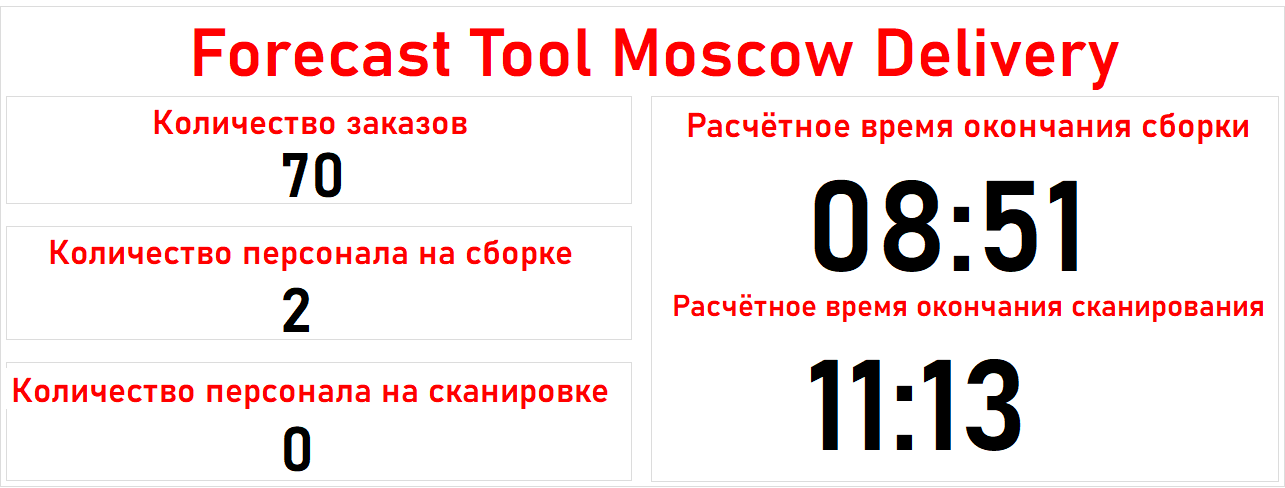 Forecast Tool Moscow Delivery
Количество заказов
70
Количество персонала на сборке
2
Количество персонала на сканировке
0
Расчётное время окончания сборки
08:51
Расчётное время окончания сканирования
11:13